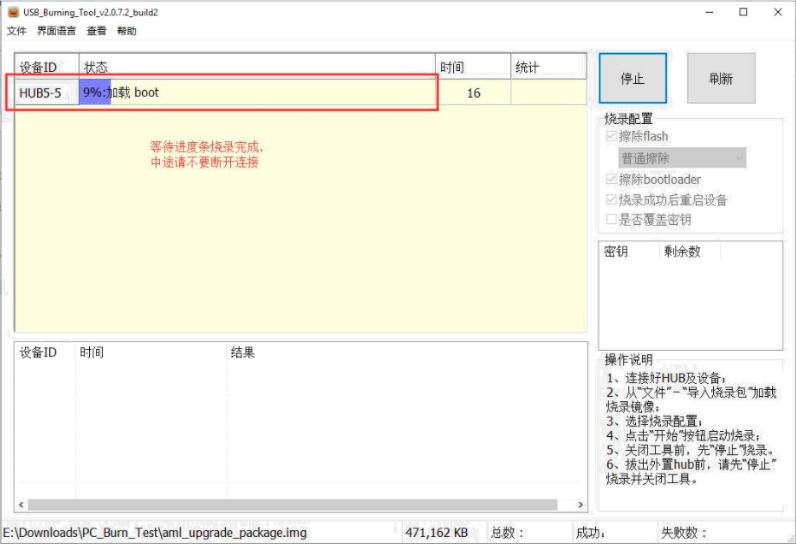 USB_Burning_Tool_v2.0.7.2_build2
文件 界面语言 查看 帮助
设备ID 状态 时间 统计
HUB5-5 9%:加载 boot 16
等待进度条烧录完成，
中途请不要断开连接
停止 刷新
烧录配置
擦除flash
普通擦除
擦除bootloader
烧录成功后重启设备
是否覆盖密钥
密钥 剩余数
设备ID 时间 结果
操作说明
1、连接好HUB及设备；
2、从“文件”－“导入烧录包”加载
烧录镜像；
3、选择烧录配置；
4、点击“开始”按钮启动烧录；
5、关闭工具前，先“停止”烧录。
6、拔出外置hub前，请先“停止”
烧录并关闭工具。
E:\Downloads\PC_Burn_Test\aml_upgrade_package.img 471,162 KB 总数： 成功： 失败数：